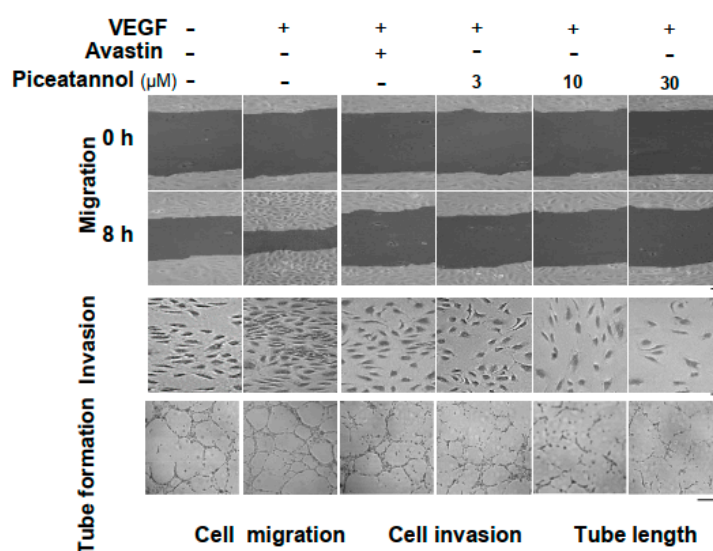 VEGF - + + + + +
Avastin - - + - - -
Piceatannol (μM) - - - 3 10 30
Migration
0 h
8 h
Invasion
Tube formation
Cell migration Cell invasion Tube length